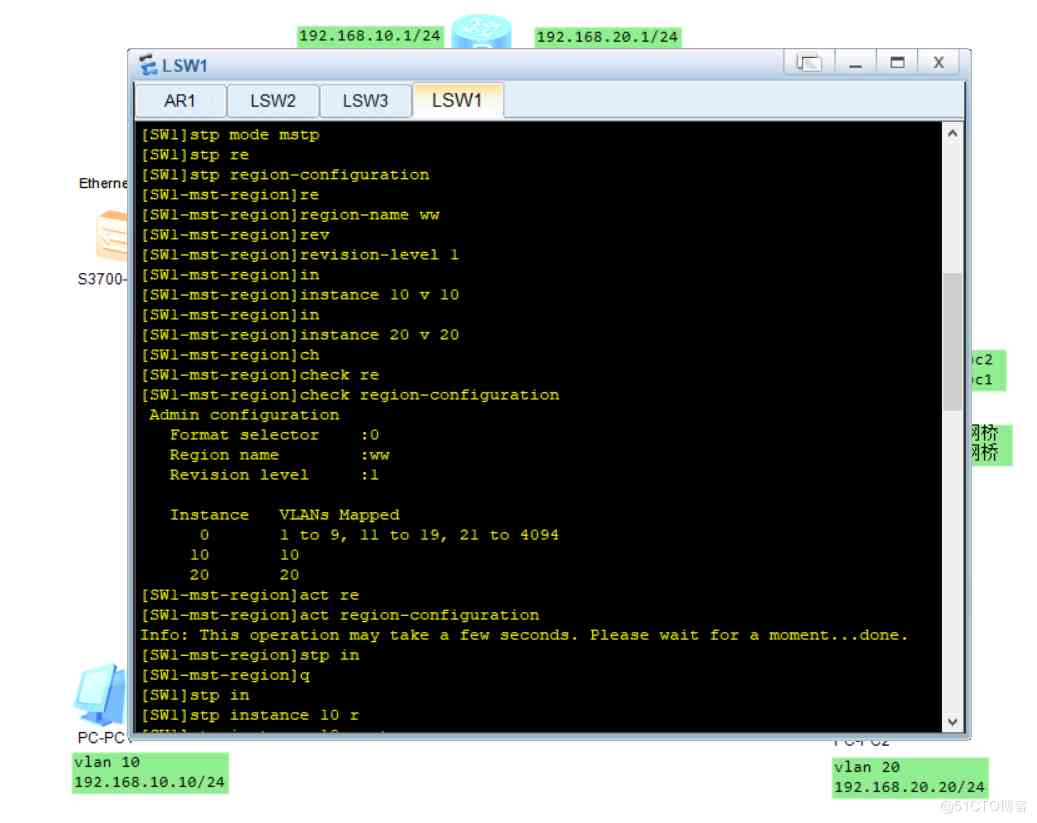 192.168.10.1/24
192.168.20.1/24
LSW1
AR1
LSW2
LSW3
LSW1
[SW1]stp mode mstp
[SW1]stp re
[SW1]stp region-configuration
[SW1-mst-region]re
[SW1-mst-region]region-name ww
[SW1-mst-region]rev
[SW1-mst-region]revision-level 1
[SW1-mst-region]in
[SW1-mst-region]instance 10 v 10
[SW1-mst-region]in
[SW1-mst-region]instance 20 v 20
[SW1-mst-region]ch
[SW1-mst-region]check re
[SW1-mst-region]check region-configuration
Admin configuration
Format selector :0
Region name :ww
Revision level :1
Instance VLANs Mapped
0 1 to 9, 11 to 19, 21 to 4094
10 10
20 20
[SW1-mst-region]act re
[SW1-mst-region]act region-configuration
Info: This operation may take a few seconds. Please wait for a moment...done.
[SW1-mst-region]stp in
[SW1-mst-region]q
[SW1]stp in
[SW1]stp instance 10 r
Etherne
S3700-
c2
c1
网桥
网桥
PC-PC1
vlan 10
192.168.10.10/24
PC-PC2
vlan 20
192.168.20.20/24
@51CTO博客